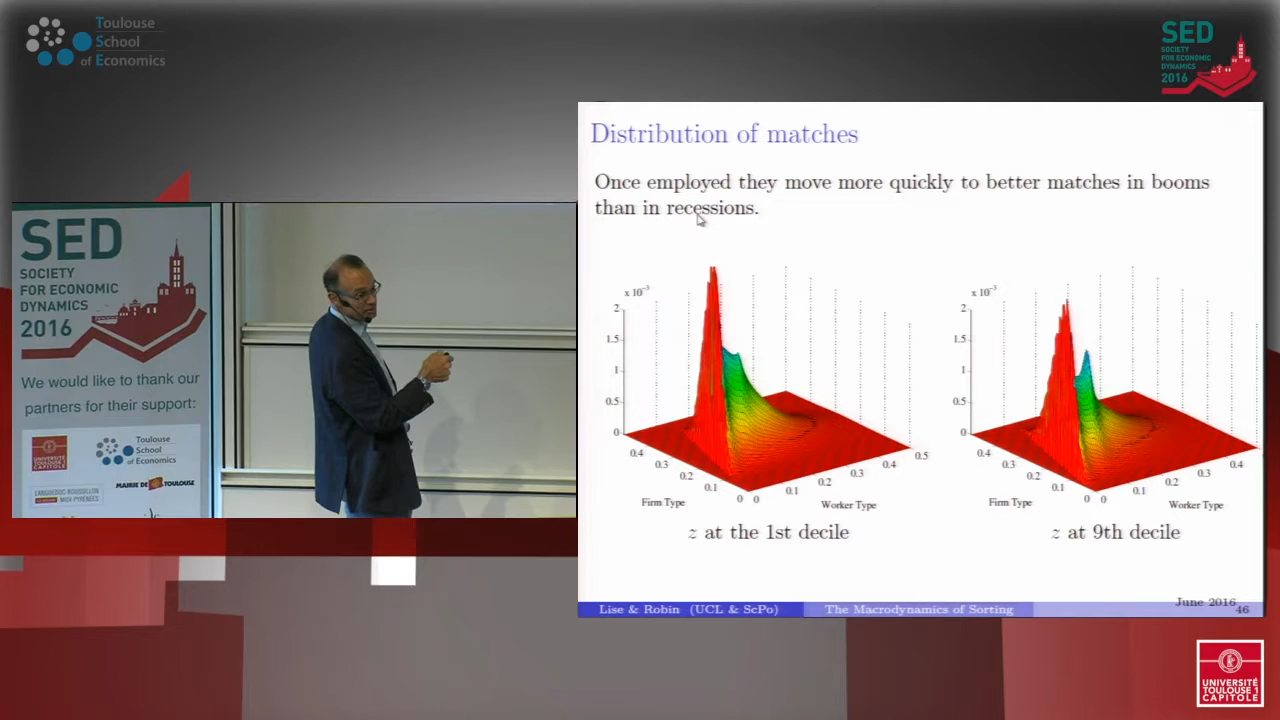 Toulouse
School
of Economics
SED
SOCIETY
FOR ECONOMIC
DYNAMICS
2016
SED
SOCIETY
FOR ECONOMIC
DYNAMICS
2016
We would like to thank our
partners for their support:
UNIVERSITÉ
TOULOUSE 1
CAPITOLE
Toulouse
School
of Economics
LANGUEDOC-ROUSSILLON
MIDI-PYRÉNÉES
MAIRIE DE TOULOUSE
Distribution of matches
Once employed they move more quickly to better matches in booms
than in recessions.
x 10⁻³
2
1.5
1
0.5
0
0.4
0.3
0.2
0.1
0
0
0.1
0.2
0.3
0.4
0.5
Firm Type
Worker Type
z at the 1st decile
x 10⁻³
2
1.5
1
0.5
0
0.4
0.3
0.2
0.1
0
0
0.1
0.2
0.3
0.4
Firm Type
Worker Type
z at 9th decile
Lise & Robin (UCL & ScPo)
The Macrodynamics of Sorting
June 2016
46
UNIVERSITÉ
TOULOUSE 1
CAPITOLE